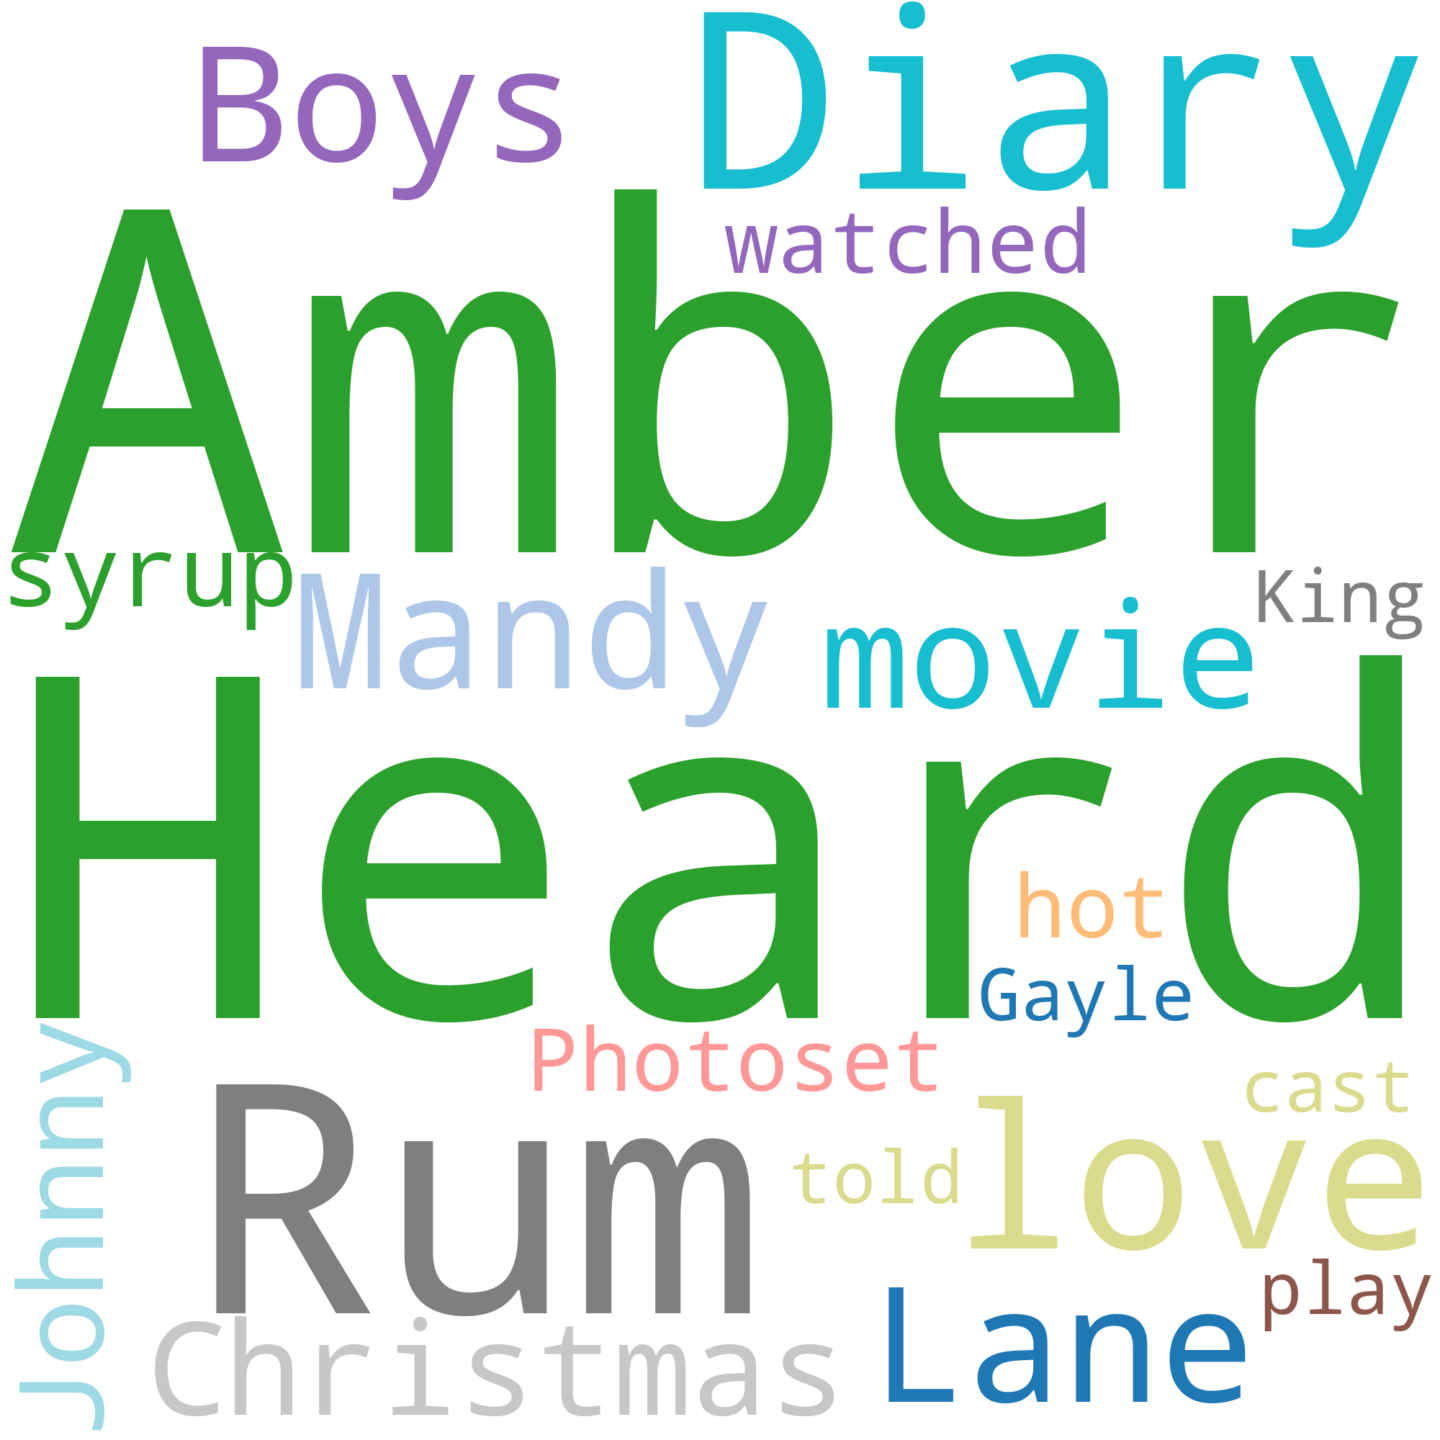 Boys
Diary
watched
Amber
syrup
Mandy
movie
King
Heard
hot
Gayle
Photoset
Johnny
Rum
cast
told
love
play
Christmas
Lane